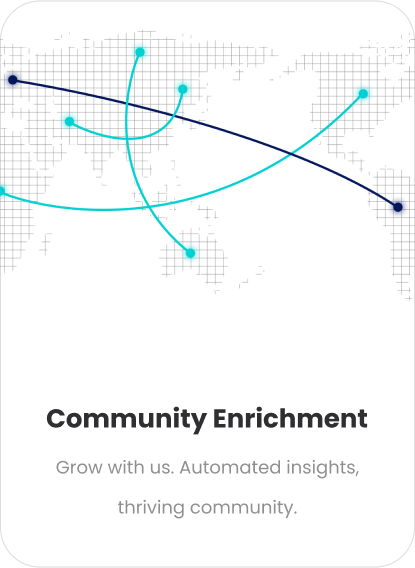 Community Enrichment
Grow with us. Automated insights,
thriving community.